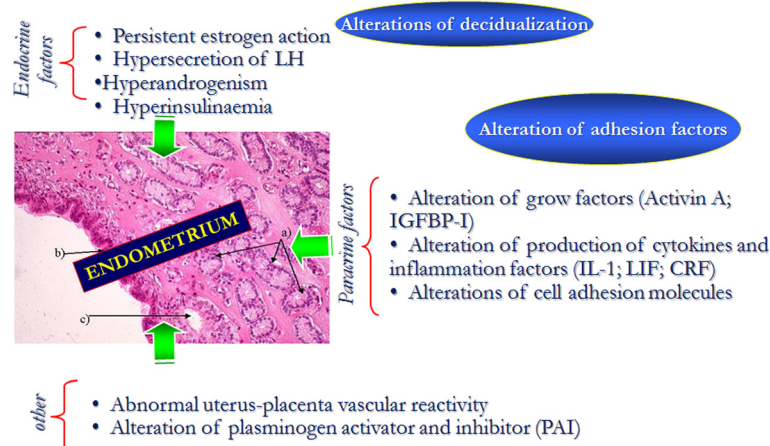 Alterations of decidualization
Endocrine
factors
• Persistent estrogen action
• Hypersecretion of LH
•Hyperandrogenism
• Hyperinsulinaemia
Alteration of adhesion factors
ENDOMETRIUM
a)
b)
c)
Paracrine factors
• Alteration of grow factors (Activin A;
IGFBP-I)
• Alteration of production of cytokines and
inflammation factors (IL-1; LIF; CRF)
• Alterations of cell adhesion molecules
other
• Abnormal uterus-placenta vascular reactivity
• Alteration of plasminogen activator and inhibitor (PAI)